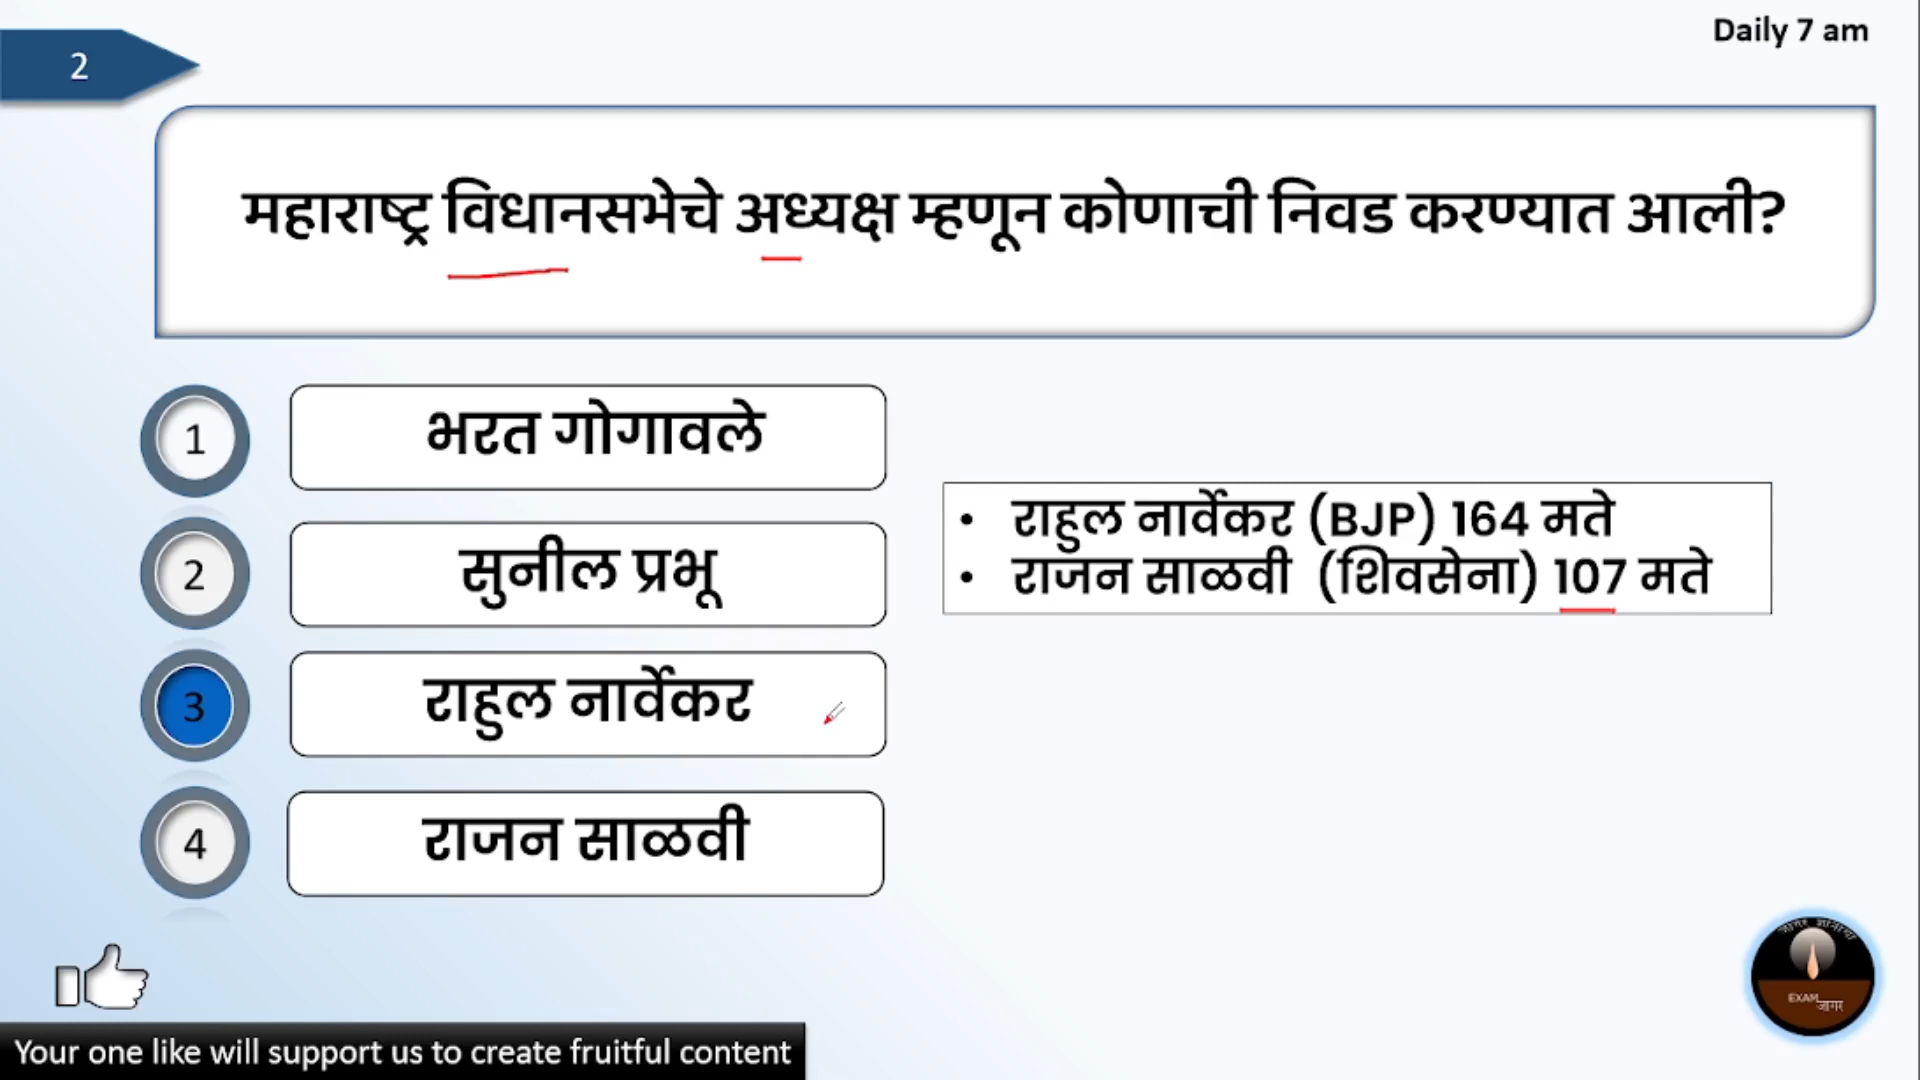 Daily 7 am
2
महाराष्ट्र विधानसभेचे अध्यक्ष म्हणून कोणाची निवड करण्यात आली?
1
भरत गोगावले
2
सुनील प्रभू
3
राहुल नार्वेकर
4
राजन साळवी
• राहुल नार्वेकर (BJP) 164 मते
• राजन साळवी (शिवसेना) 107 मते
EXAM जागर
Your one like will support us to create fruitful content